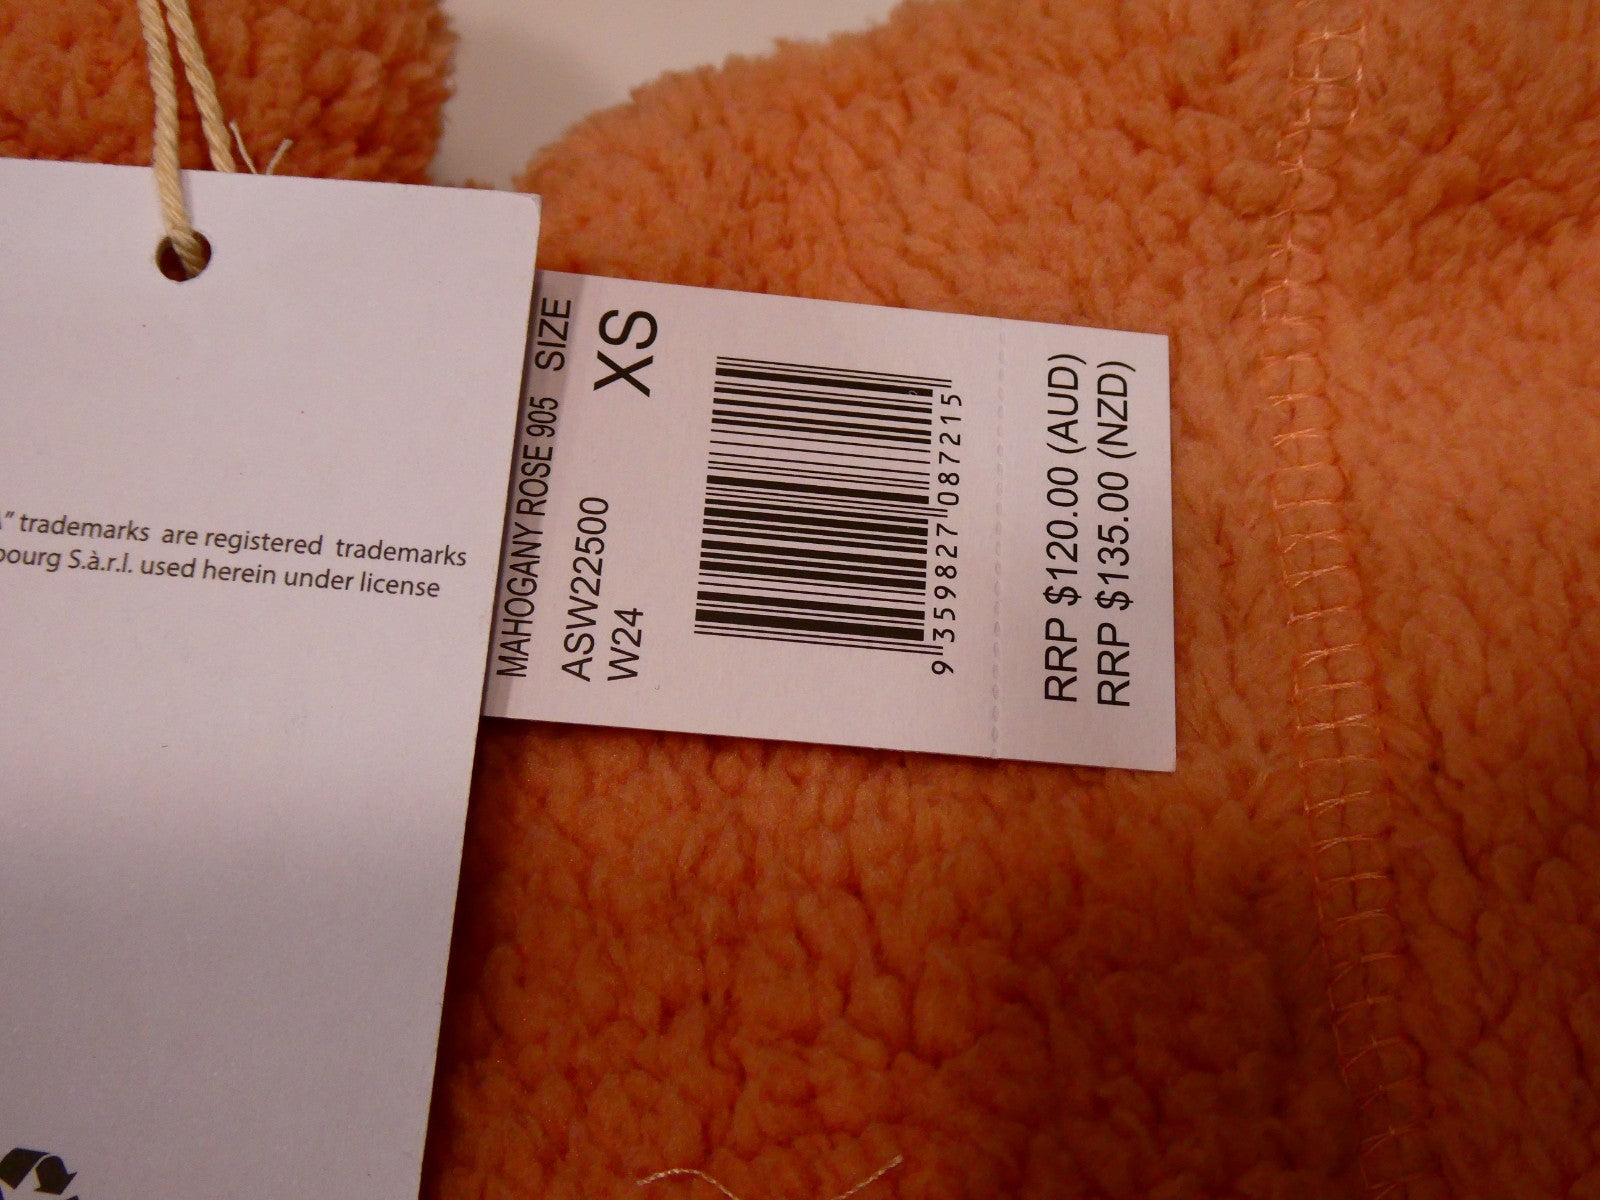 ” trademarks are registered trademarks
bourg S.à.r.l. used herein under license
MAHOGANY ROSE 905 SIZE
ASW22500 XS
W24
9 359827 087215
RRP $120.00 (AUD)
RRP $135.00 (NZD)